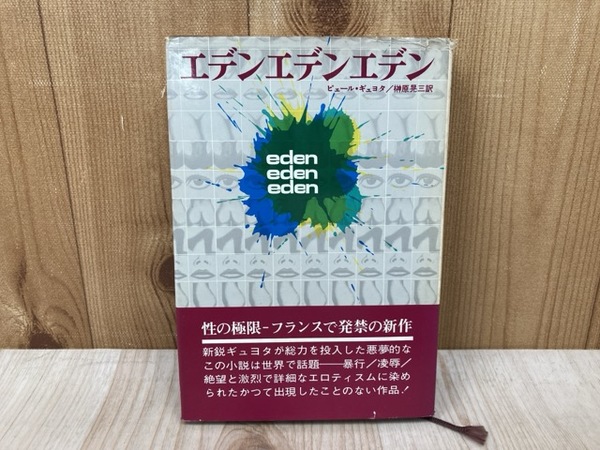 エデンエデンエデン
ピエール・ギュヨタ／榊原晃三訳
eden
eden
eden
性の極限−フランスで発禁の新作
新鋭ギュヨタが総力を投入した悪夢的な
この小説は世界で話題――暴行／凌辱／
絶望と激烈で詳細なエロティスムに染め
られたかつて出現したことのない作品！